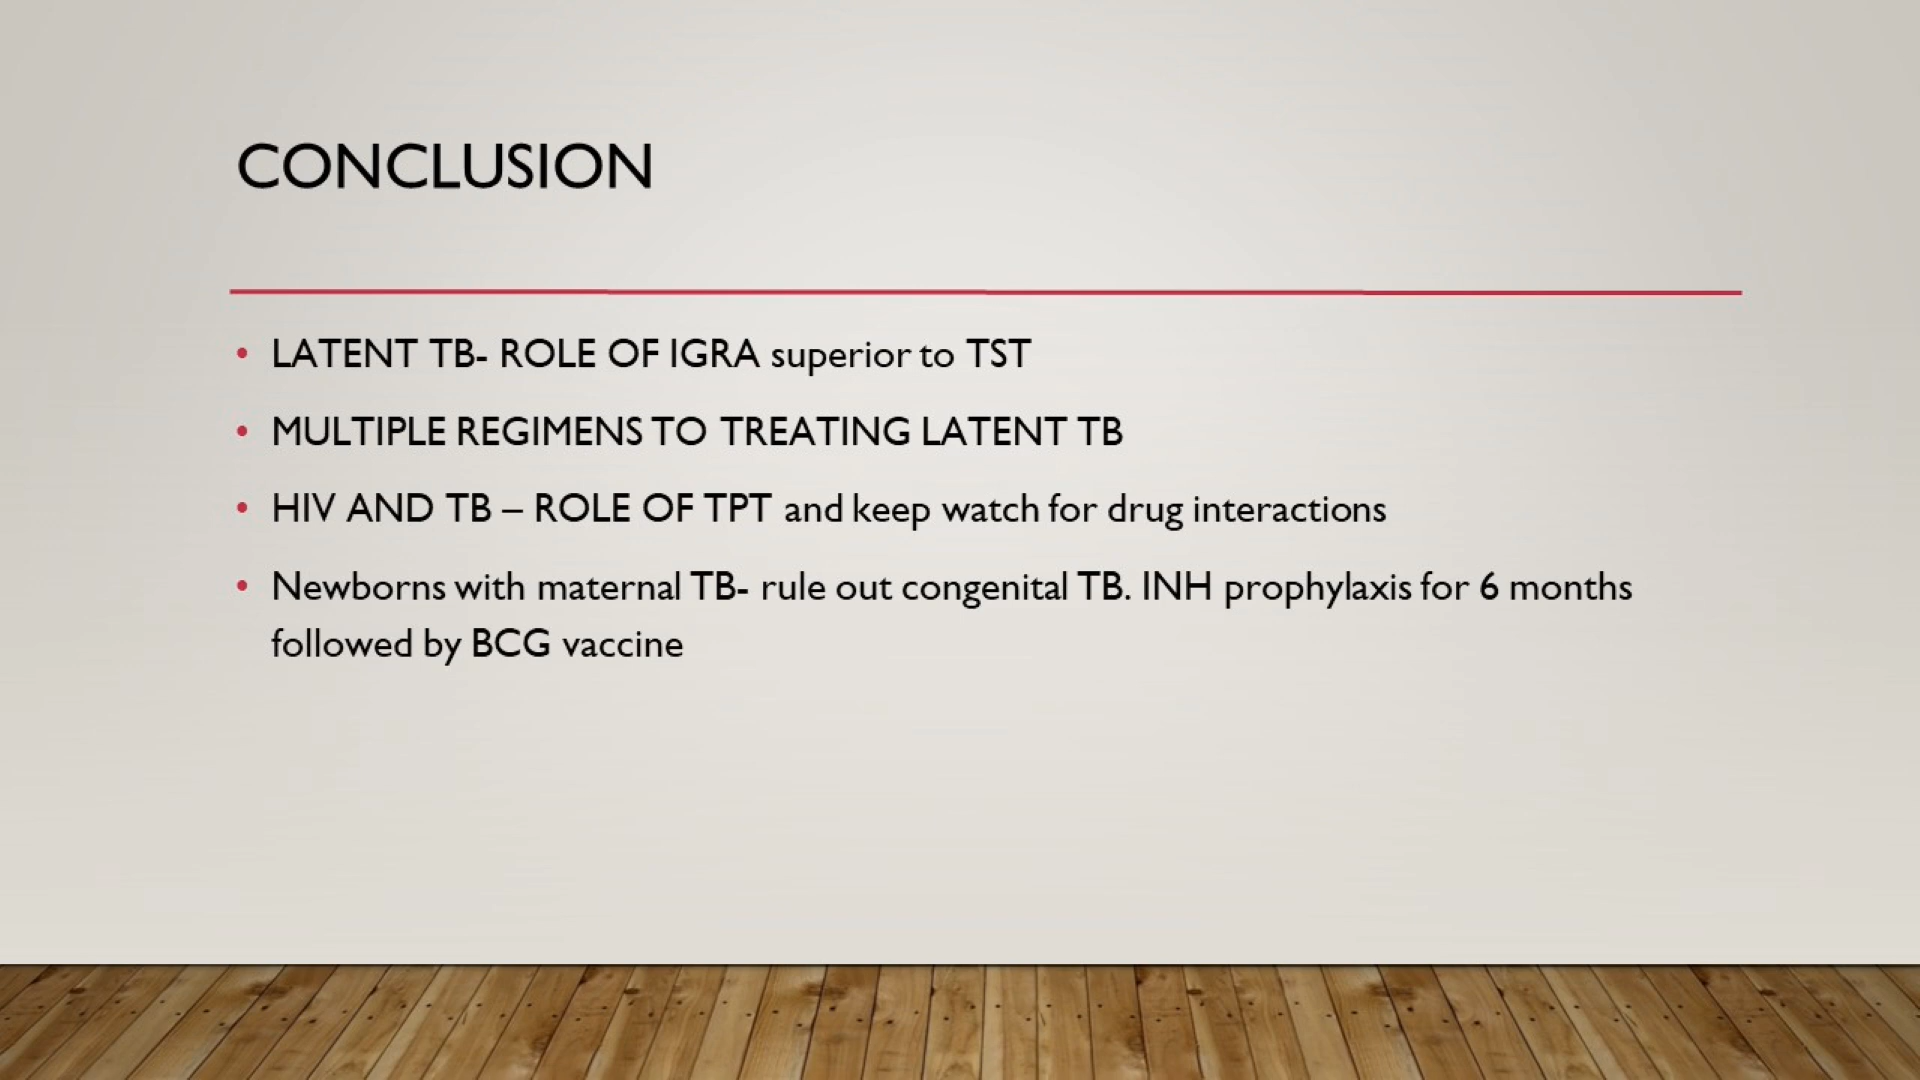 CONCLUSION
• LATENT TB- ROLE OF IGRA superior to TST
• MULTIPLE REGIMENS TO TREATING LATENT TB
• HIV AND TB – ROLE OF TPT and keep watch for drug interactions
• Newborns with maternal TB- rule out congenital TB. INH prophylaxis for 6 months
followed by BCG vaccine